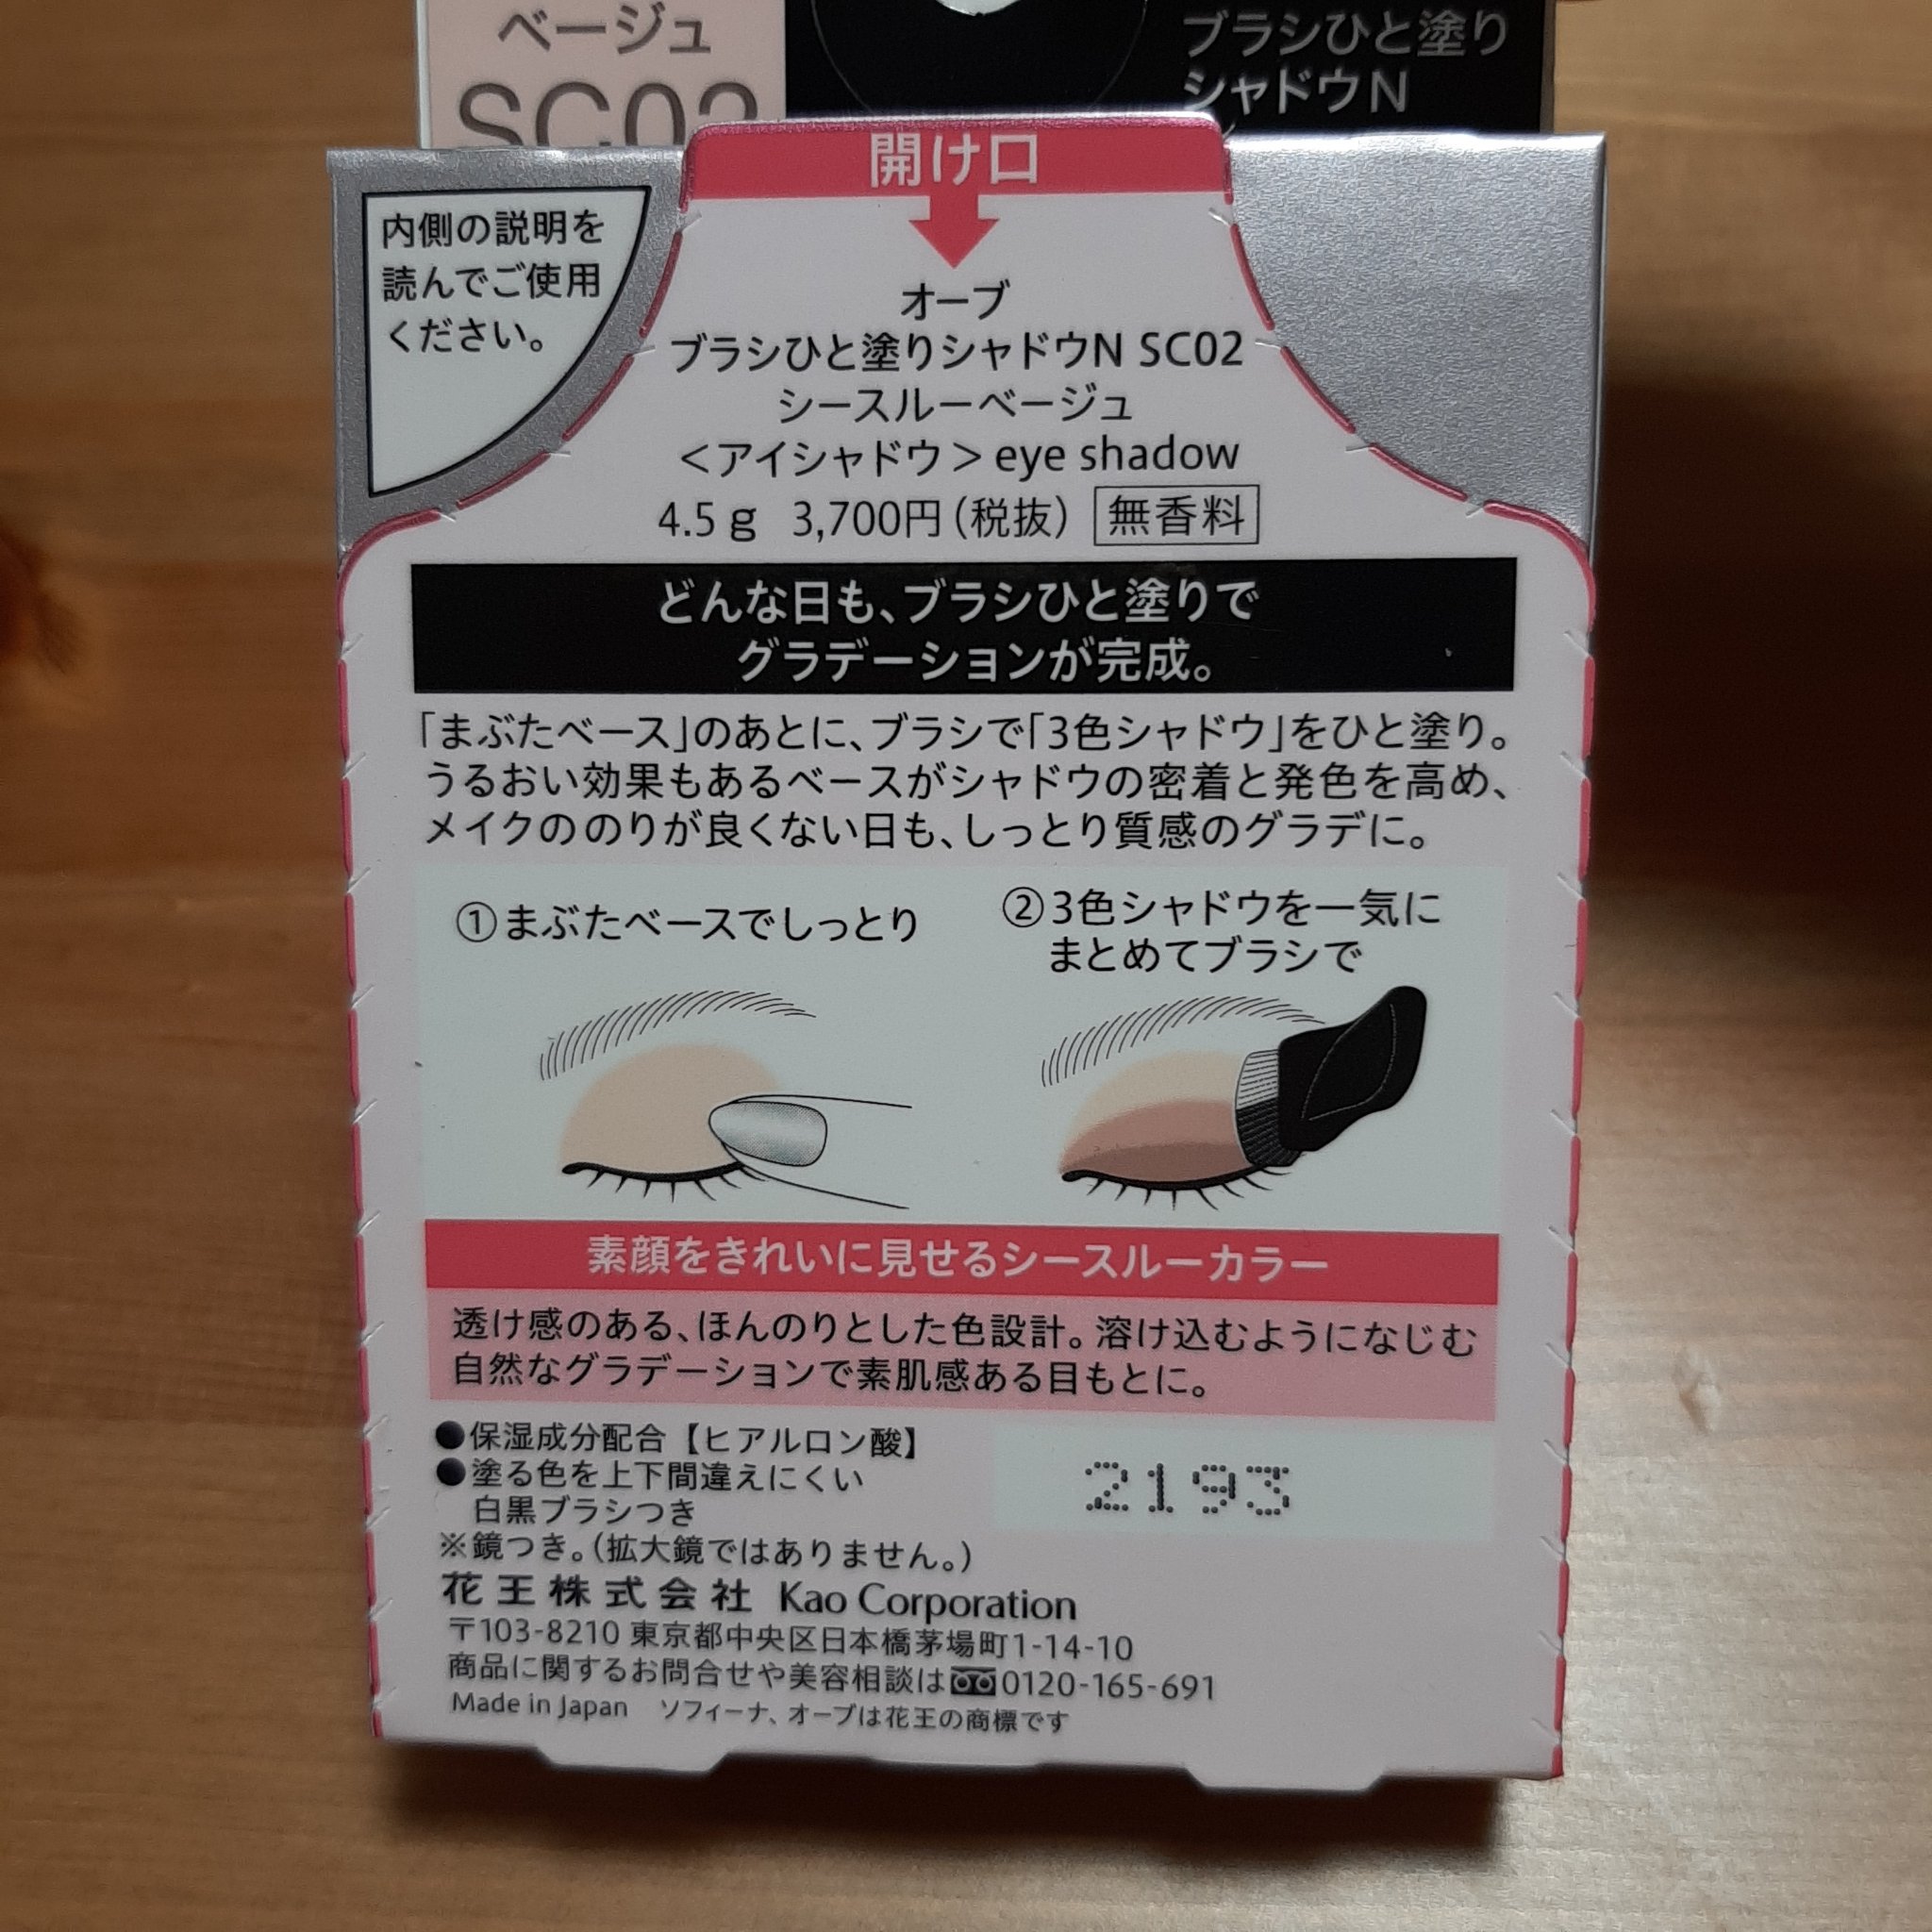 ベージュ
SC02
ブラシひと塗り
シャドウN
開け口
内側の説明を
読んでご使用
ください。
オーブ
ブラシひと塗りシャドウN SC02
シースルーベージュ
＜アイシャドウ＞eye shadow
4.5g 3,700円(税抜) 無香料
どんな日も、ブラシひと塗りで
グラデーションが完成。
「まぶたベース」のあとに、ブラシで「3色シャドウ」をひと塗り。
うるおい効果もあるベースがシャドウの密着と発色を高め、
メイクののりが良くない日も、しっとり質感のグラデに。
①まぶたベースでしっとり
②3色シャドウを一気に
まとめてブラシで
素顔をきれいに見せるシースルーカラー
透け感のある、ほんのりとした色設計。溶け込むようになじむ
自然なグラデーションで素肌感ある目もとに。
●保湿成分配合【ヒアルロン酸】
●塗る色を上下間違えにくい
白黒ブラシつき
2193
※鏡つき。(拡大鏡ではありません。)
花王株式会社 Kao Corporation
〒103-8210 東京都中央区日本橋茅場町1-14-10
商品に関するお問合せや美容相談は0120-165-691
Made in Japan ソフィーナ、オーブは花王の商標です